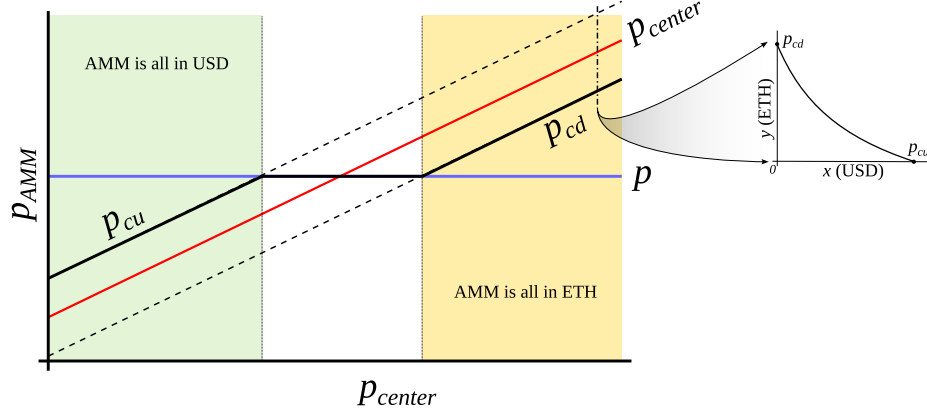 AMM is all in USD
p_center
p_cd
p_AMM
p_cu
p
AMM is all in ETH
p_center
p_cd
y (ETH)
p_cu
0
x (USD)